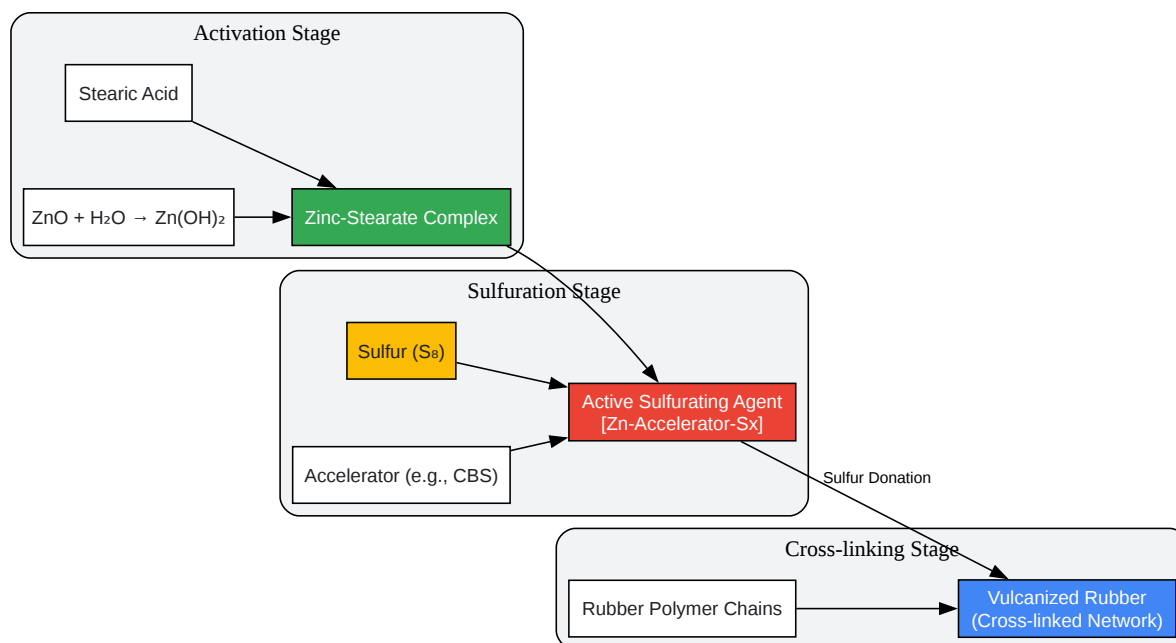 Activation Stage
Stearic Acid
ZnO + H₂O → Zn(OH)₂
Zinc-Stearate Complex
Sulfuration Stage
Sulfur (S₈)
Active Sulfurating Agent
[Zn-Accelerator-Sx]
Accelerator (e.g., CBS)
Sulfur Donation
Cross-linking Stage
Rubber Polymer Chains
Vulcanized Rubber
(Cross-linked Network)